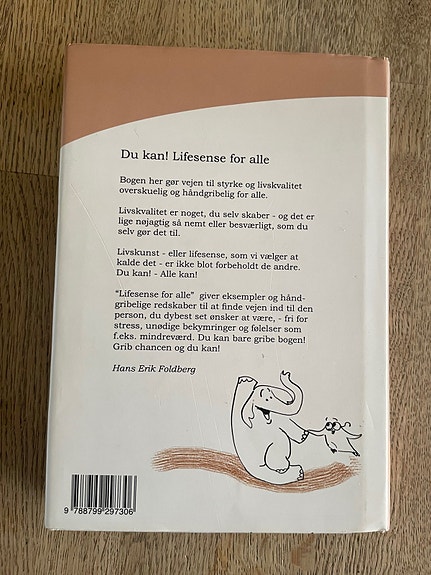 Du kan! Lifesense for alle
Bogen her gør vejen til styrke og livskvalitet
overskuelig og håndgribelig for alle.
Livskvalitet er noget, du selv skaber - og det er
lige nøjagtig så nemt eller besværligt, som du
selv gør det til.
Livskunst - eller lifesense, som vi vælger at
kalde det - er ikke blot forbeholdt de andre.
Du kan! - Alle kan!
"Lifesense for alle" giver eksempler og hånd-
gribelige redskaber til at finde vejen ind til den
person, du dybest set ønsker at være, - fri for
stress, unødige bekymringer og følelser som
f.eks. mindreværd. Du kan bare gribe bogen!
Grib chancen og du kan!
Hans Erik Foldberg
9 788799 297306